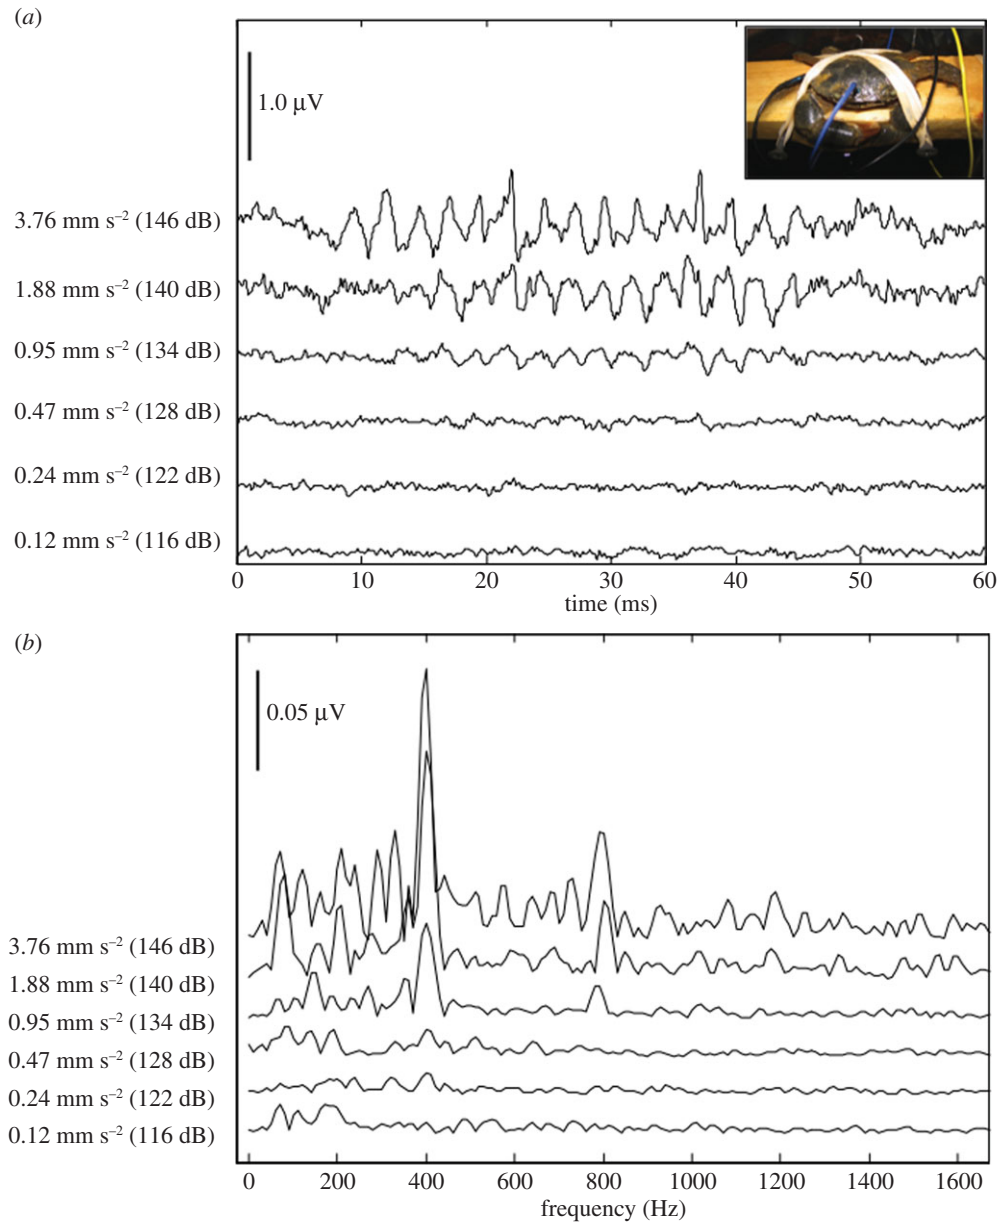 (a)
1.0 µV
3.76 mm s⁻² (146 dB)
1.88 mm s⁻² (140 dB)
0.95 mm s⁻² (134 dB)
0.47 mm s⁻² (128 dB)
0.24 mm s⁻² (122 dB)
0.12 mm s⁻² (116 dB)
0 10 20 30 40 50 60
time (ms)
(b)
0.05 µV
3.76 mm s⁻² (146 dB)
1.88 mm s⁻² (140 dB)
0.95 mm s⁻² (134 dB)
0.47 mm s⁻² (128 dB)
0.24 mm s⁻² (122 dB)
0.12 mm s⁻² (116 dB)
0 200 400 600 800 1000 1200 1400 1600
frequency (Hz)